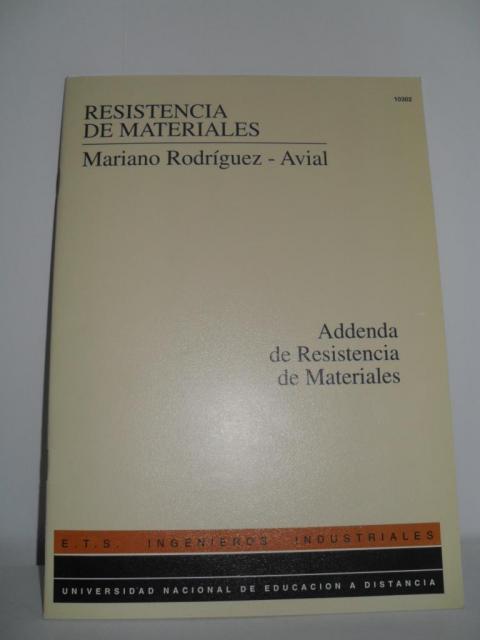 10302
RESISTENCIA
DE MATERIALES
Mariano Rodríguez - Avial
Addenda
de Resistencia
de Materiales
E.T.S. INGENIEROS INDUSTRIALES
UNIVERSIDAD NACIONAL DE EDUCACION A DISTANCIA